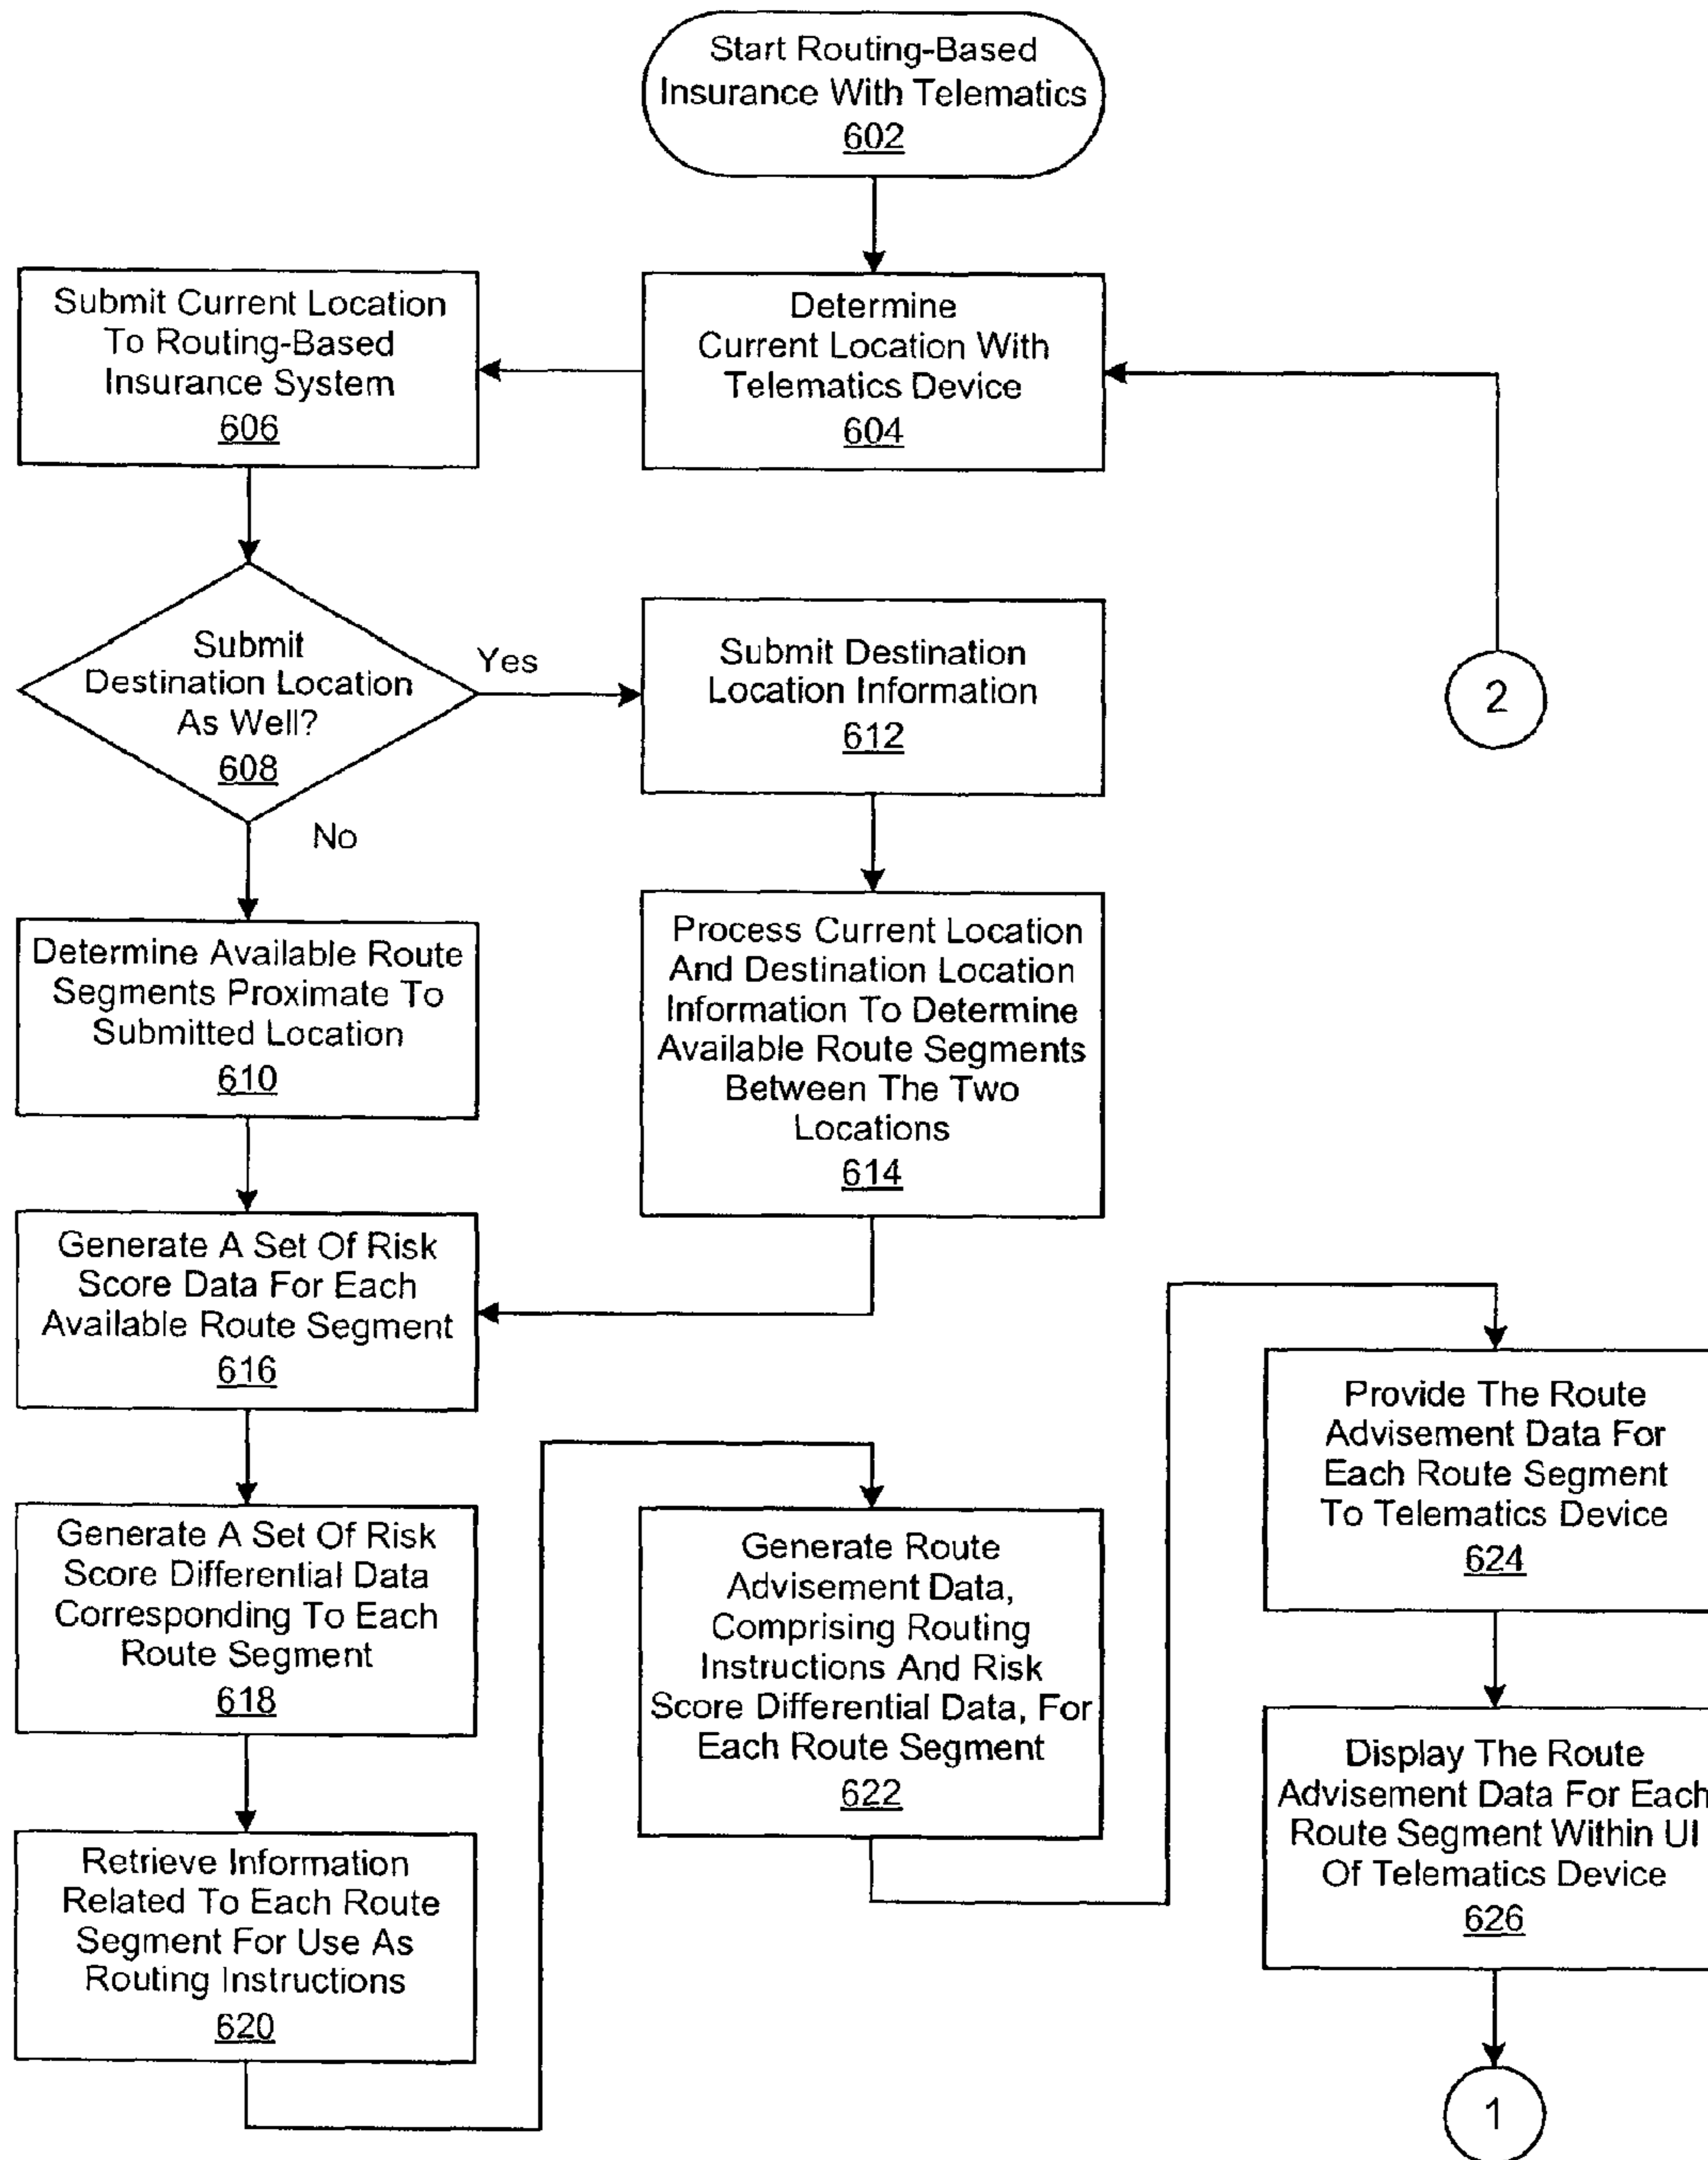 Start Routing-Based
Insurance With Telematics
602
Submit Current Location
To Routing-Based
Insurance System
606
Determine
Current Location With
Telematics Device
604
Submit
Destination Location
As Well?
608
Yes
No
Submit Destination
Location Information
612
2
Determine Available Route
Segments Proximate To
Submitted Location
610
Process Current Location
And Destination Location
Information To Determine
Available Route Segments
Between The Two
Locations
614
Generate A Set Of Risk
Score Data For Each
Available Route Segment
616
Generate A Set Of Risk
Score Differential Data
Corresponding To Each
Route Segment
618
Retrieve Information
Related To Each Route
Segment For Use As
Routing Instructions
620
Generate Route
Advisement Data,
Comprising Routing
Instructions And Risk
Score Differential Data, For
Each Route Segment
622
Provide The Route
Advisement Data For
Each Route Segment
To Telematics Device
624
Display The Route
Advisement Data For Each
Route Segment Within UI
Of Telematics Device
626
1